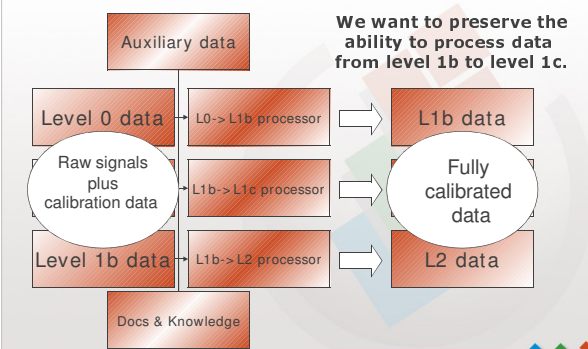 We want to preserve the
ability to process data
from level 1b to level 1c.
Auxiliary data
Level 0 data
L0->L1b processor
L1b data
Raw signals
plus
calibration data
L1b->L1c processor
Fully
calibrated
data
Level 1b data
L1b->L2 processor
L2 data
Docs & Knowledge